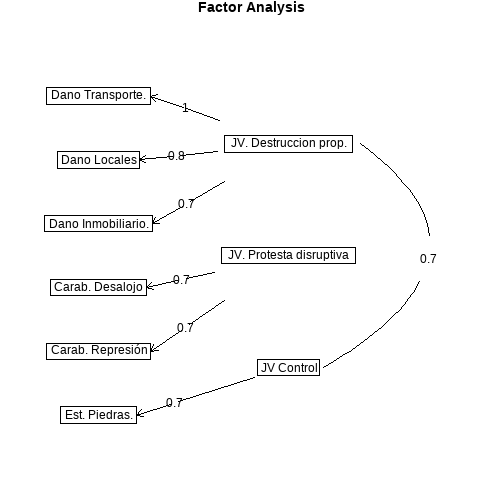 Factor Analysis
Dano Transporte.
1
JV. Destruccion prop.
Dano Locales
0.8
Dano Inmobiliario.
0.7
JV. Protesta disruptiva
0.7
Carab. Desalojo
0.7
Carab. Represión
0.7
JV Control
Est. Piedras.
0.7